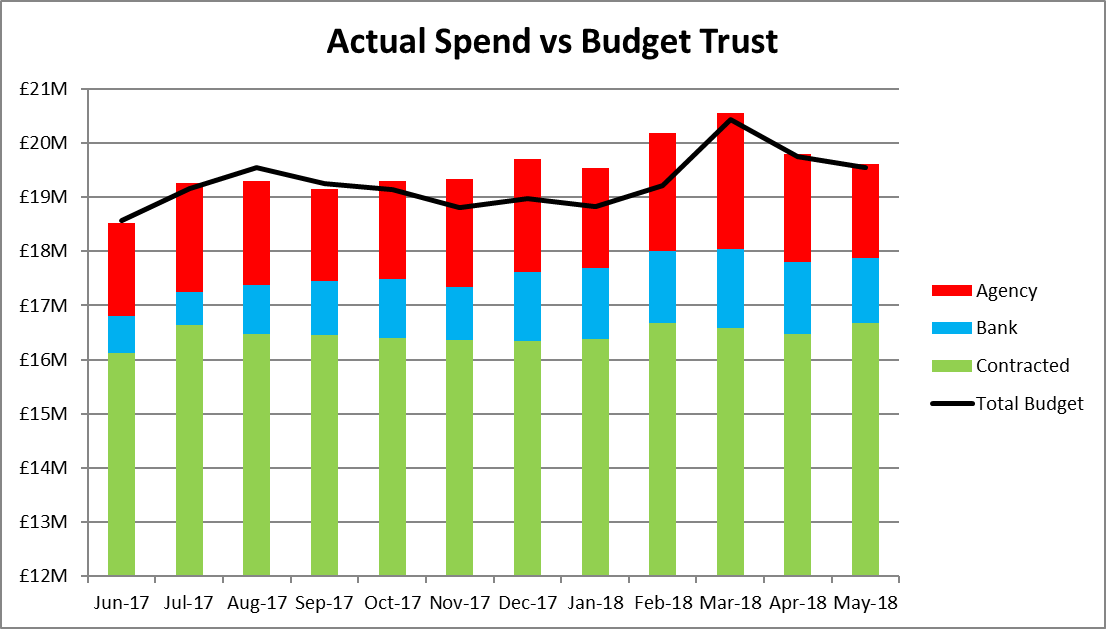 Actual Spend vs Budget Trust
£21M
£20M
£19M
£18M
£17M
£16M
£15M
£14M
£13M
£12M
Jun-17 Jul-17 Aug-17 Sep-17 Oct-17 Nov-17 Dec-17 Jan-18 Feb-18 Mar-18 Apr-18 May-18
Agency
Bank
Contracted
Total Budget